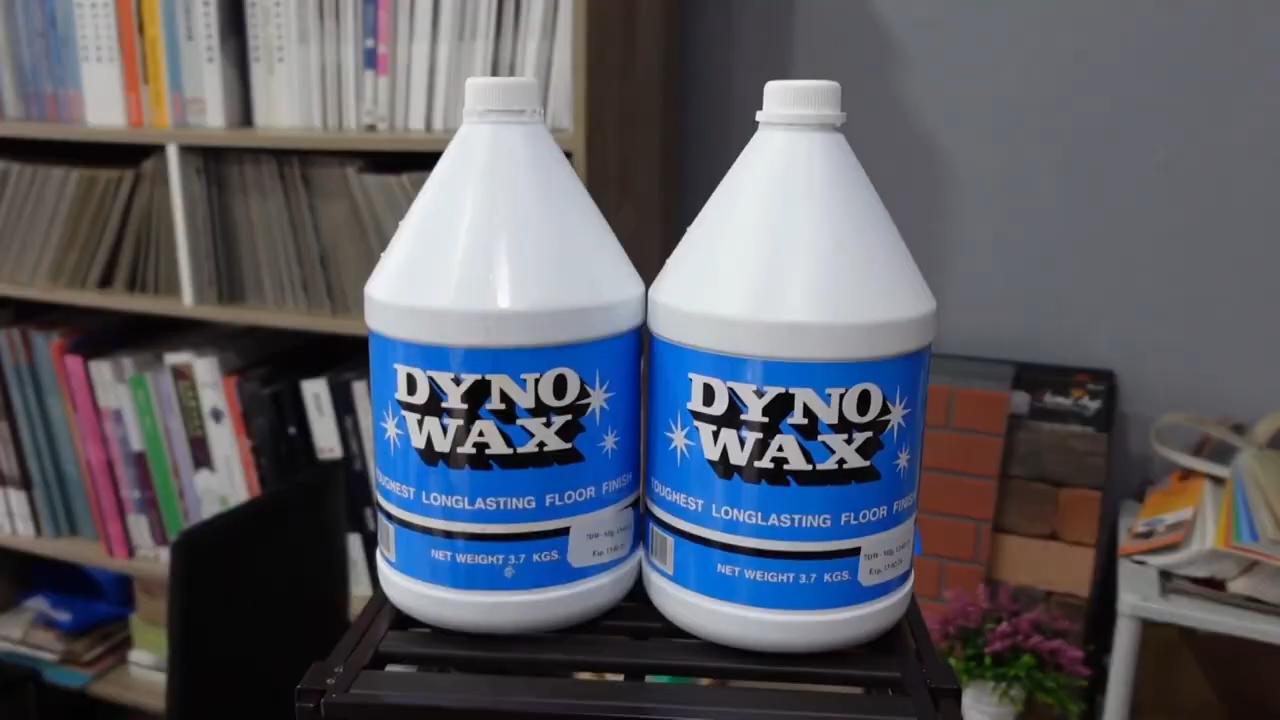 DYNO
WAX
TOUGHEST LONGLASTING FLOOR FINISH
NET WEIGHT 3.7 KGS.
DYNO
WAX
TOUGHEST LONGLASTING FLOOR FINISH
NET WEIGHT 3.7 KGS.